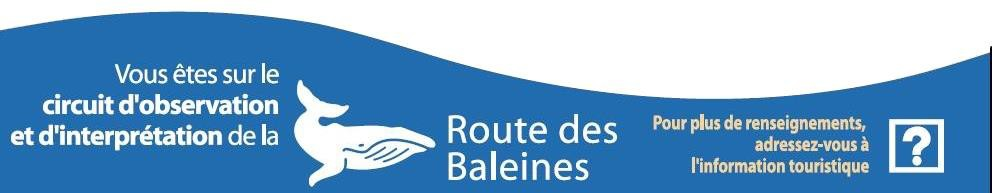 Vous êtes sur le
circuit d'observation
et d'interprétation de la
Route des
Baleines
Pour plus de renseignements,
adressez-vous à
l'information touristique
?